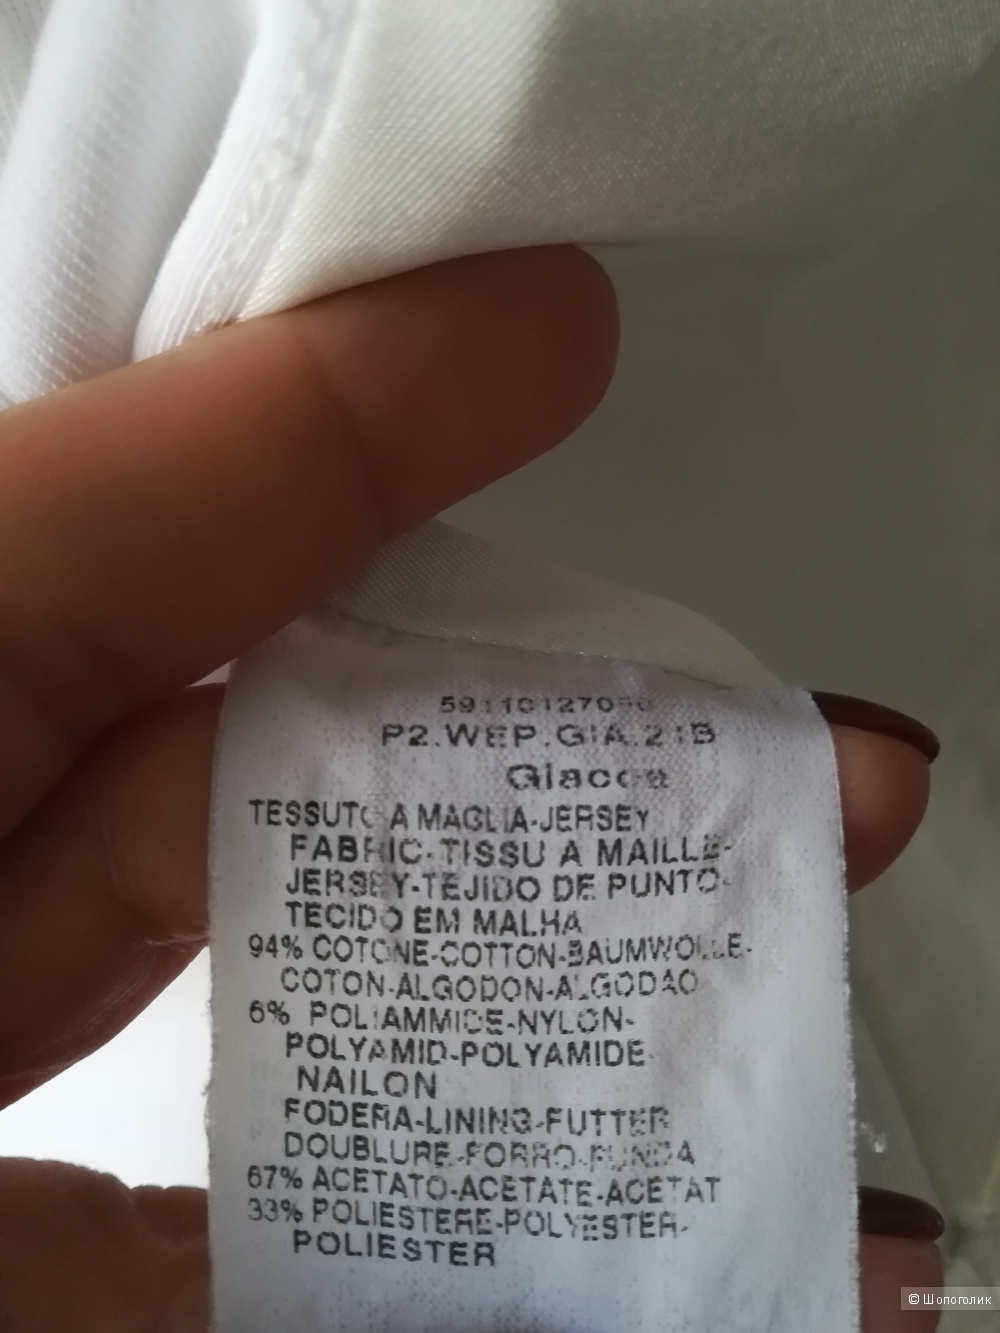 P2.WEP.GIA.21B
Giacca
TESSUTO A MAGLIA-JERSEY
FABRIC-TISSU A MAILLE-
JERSEY-TEJIDO DE PUNTO-
TECIDO EM MALHA
94% COTONE-COTTON-BAUMWOLLE-
COTON-ALGODON-ALGODAO
6% POLIAMMIDE-NYLON-
POLYAMID-POLYAMIDE-
NAILON
FODERA-LINING-FUTTER
DOUBLURE-FORRO-FUNDA
67% ACETATO-ACETATE-ACETAT
33% POLIESTERE-POLYESTER-
POLIESTER
© Шопоголик